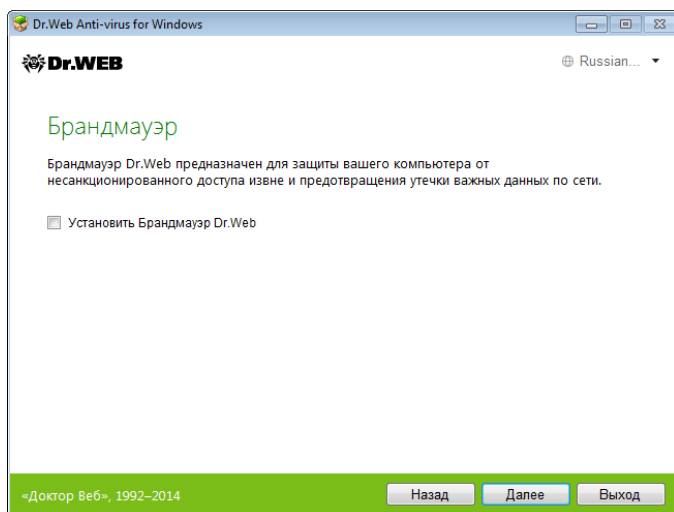 Dr.Web Anti-virus for Windows
Dr.WEB
Russian...
Брандмауэр
Брандмауэр Dr.Web предназначен для защиты вашего компьютера от
несанкционированного доступа извне и предотвращения утечки важных данных по сети.
Установить Брандмауэр Dr.Web
«Доктор Веб», 1992–2014
Назад
Далее
Выход